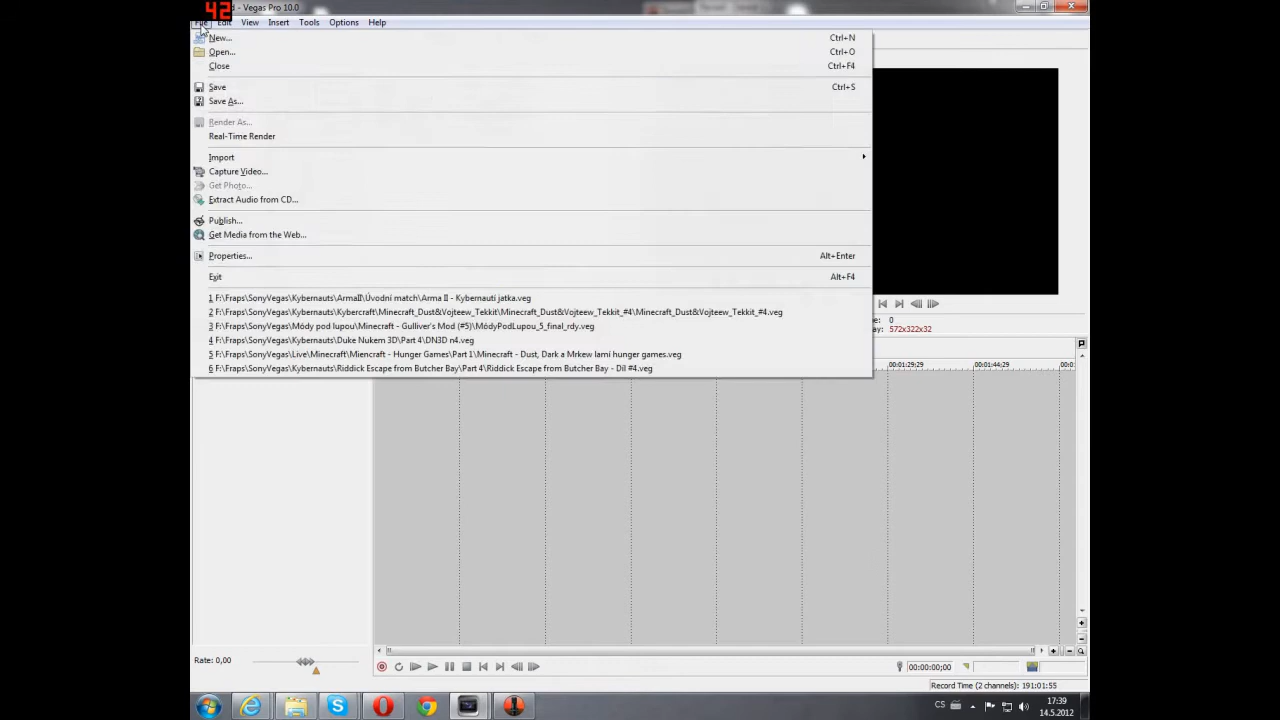 42
d - Vegas Pro 10.0
File Edit View Insert Tools Options Help
New... Ctrl+N
Open... Ctrl+O
Close Ctrl+F4
Save Ctrl+S
Save As...
Render As...
Real-Time Render
Import
Capture Video...
Get Photo...
Extract Audio from CD...
Publish...
Get Media from the Web...
Properties... Alt+Enter
Exit Alt+F4
1 F:\Fraps\SonyVegas\Kybernauts\ArmaII\Úvodní match\Arma II - Kybernautí jatka.veg
2 F:\Fraps\SonyVegas\Kybernauts\Kybercraft\Minecraft_Dust&Vojteew_Tekkit\Minecraft_Dust&Vojteew_Tekkit_#4\Minecraft_Dust&Vojteew_Tekkit_#4.veg
3 F:\Fraps\SonyVegas\Módy pod lupou\Minecraft - Gulliver's Mod (#5)\MódyPodLupou_5_final_rdy.veg
4 F:\Fraps\SonyVegas\Kybernauts\Duke Nukem 3D\Part 4\DN3D n4.veg
5 F:\Fraps\SonyVegas\Live\Minecraft\Miencraft - Hunger Games\Part 1\Minecraft - Dust, Dark a Mrkew lamí hunger games.veg
6 F:\Fraps\SonyVegas\Kybernauts\Riddick Escape from Butcher Bay\Part 4\Riddick Escape from Butcher Bay - Díl #4.veg
e: 0
ay: 572x322x32
00:01:29;29 00:01:44;29 00:0
Rate: 0,00
00:00:00;00
Record Time (2 channels): 191:01:55
CS 17:39
14.5.2012